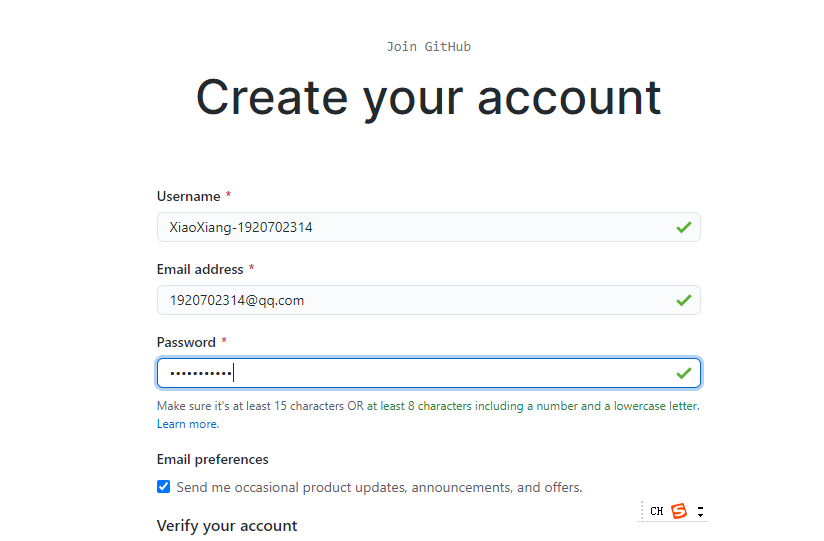 Join GitHub
Create your account
Username *
XiaoXiang-1920702314
Email address *
1920702314@qq.com
Password *
•••••••••••
Make sure it's at least 15 characters OR at least 8 characters including a number and a lowercase letter.
Learn more.
Email preferences
Send me occasional product updates, announcements, and offers.
CH S
Verify your account